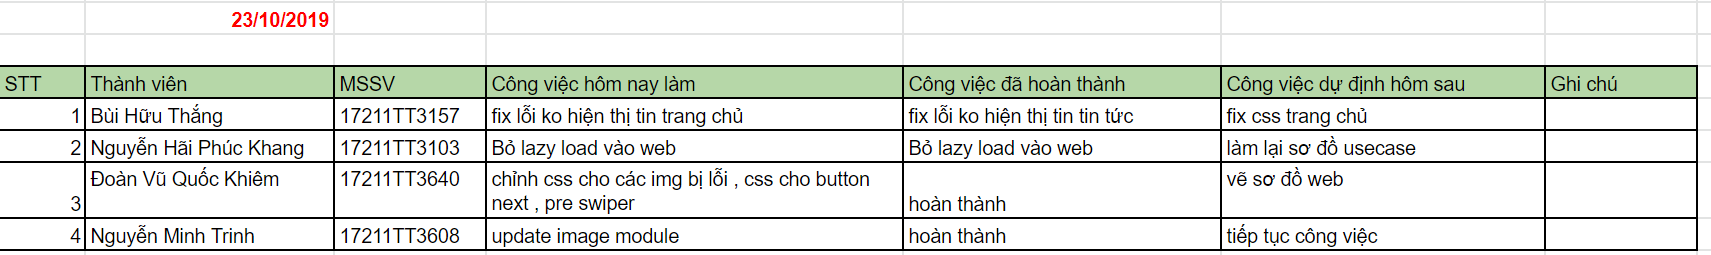 23/10/2019
STT Thành viên MSSV Công việc hôm nay làm Công việc đã hoàn thành Công việc dự định hôm sau Ghi chú
1 Bùi Hữu Thắng 17211TT3157 fix lỗi ko hiện thị tin trang chủ fix lỗi ko hiện thị tin tin tức fix css trang chủ
2 Nguyễn Hãi Phúc Khang 17211TT3103 Bỏ lazy load vào web Bỏ lazy load vào web làm lại sơ đồ usecase
Đoàn Vũ Quốc Khiêm 17211TT3640 chỉnh css cho các img bị lỗi , css cho button vẽ sơ đồ web
3 next , pre swiper hoàn thành
4 Nguyễn Minh Trinh 17211TT3608 update image module hoàn thành tiếp tục công việc